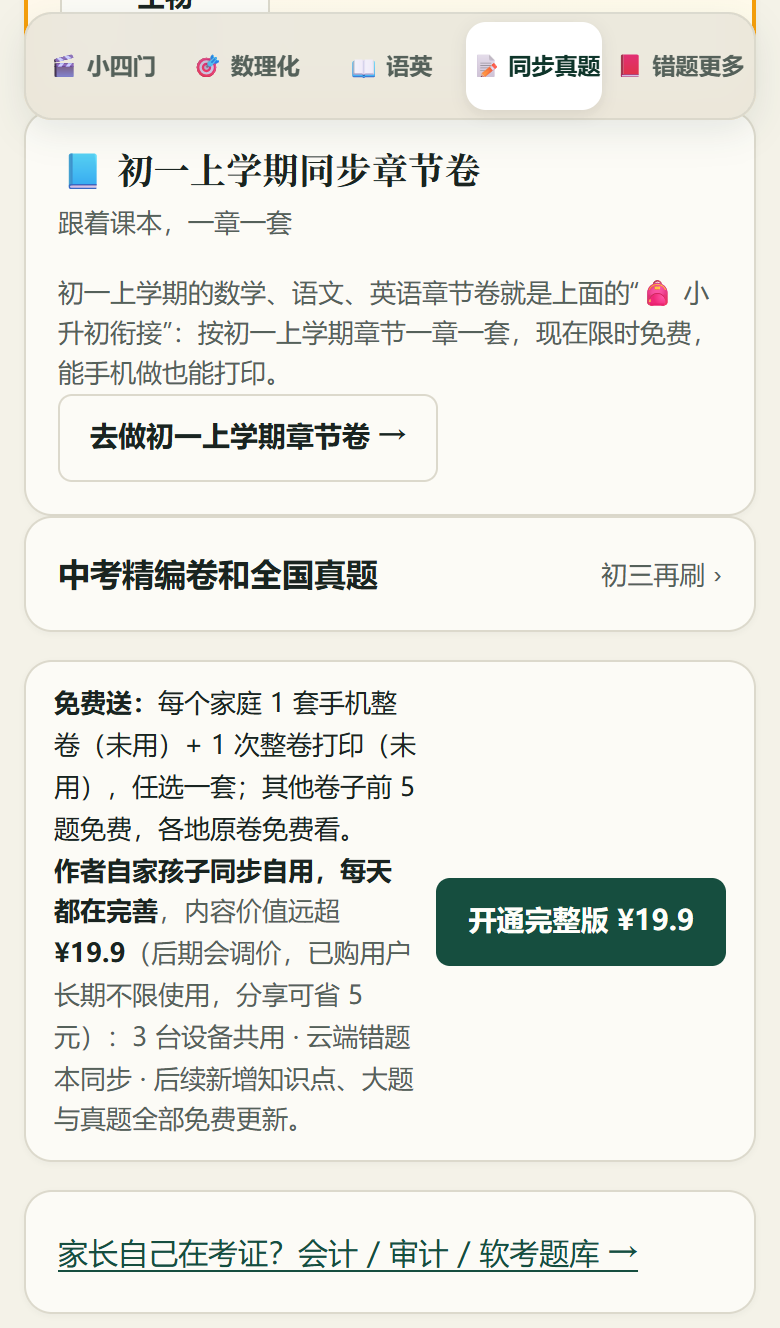 生物
🎬 小四门 🎯 数理化 📖 语英 📝 同步真题 📕 错题更多
📘 初一上学期同步章节卷
跟着课本，一章一套
初一上学期的数学、语文、英语章节卷就是上面的“🎒 小
升初衔接”：按初一上学期章节一章一套，现在限时免费，
能手机做也能打印。
去做初一上学期章节卷 →
中考精编卷和全国真题 初三再刷 ›
免费送：每个家庭 1 套手机整
卷（未用）+ 1 次整卷打印（未
用），任选一套；其他卷子前 5
题免费，各地原卷免费看。
作者自家孩子同步自用，每天
都在完善，内容价值远超
¥19.9（后期会调价，已购用户
长期不限使用，分享可省 5
元）：3 台设备共用 · 云端错题
本同步 · 后续新增知识点、大题
与真题全部免费更新。
开通完整版 ¥19.9
家长自己在考证？会计 / 审计 / 软考题库 →